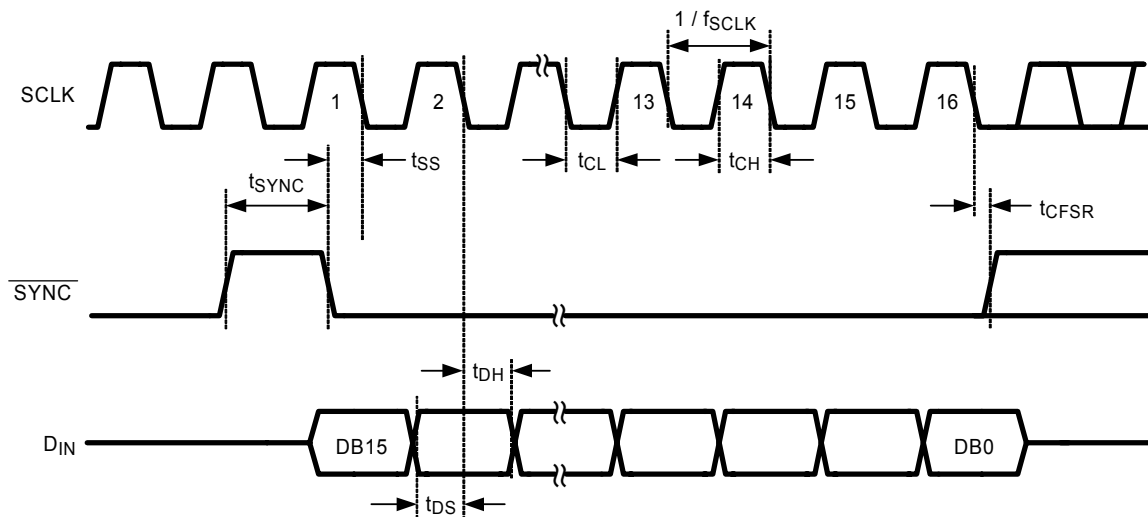 1 / fSCLK
SCLK
1
2
13
14
15
16
tSS
tCL
tCH
tSYNC
tCFSR
SYNC
tDH
DIN
DB15
DB0
tDS